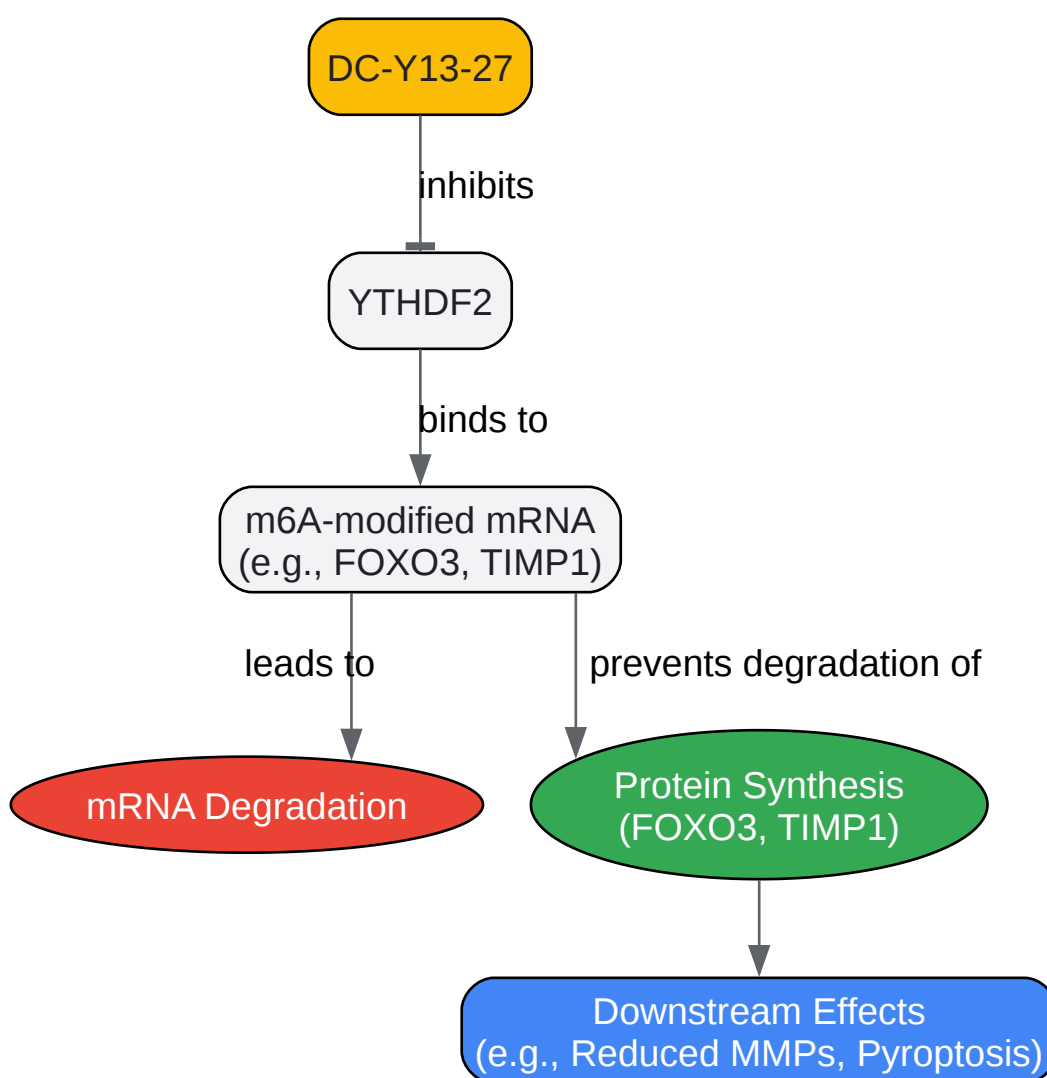 DC-Y13-27
inhibits
YTHDF2
binds to
m6A-modified mRNA
(e.g., FOXO3, TIMP1)
leads to
prevents degradation of
mRNA Degradation
Protein Synthesis
(FOXO3, TIMP1)
Downstream Effects
(e.g., Reduced MMPs, Pyroptosis)